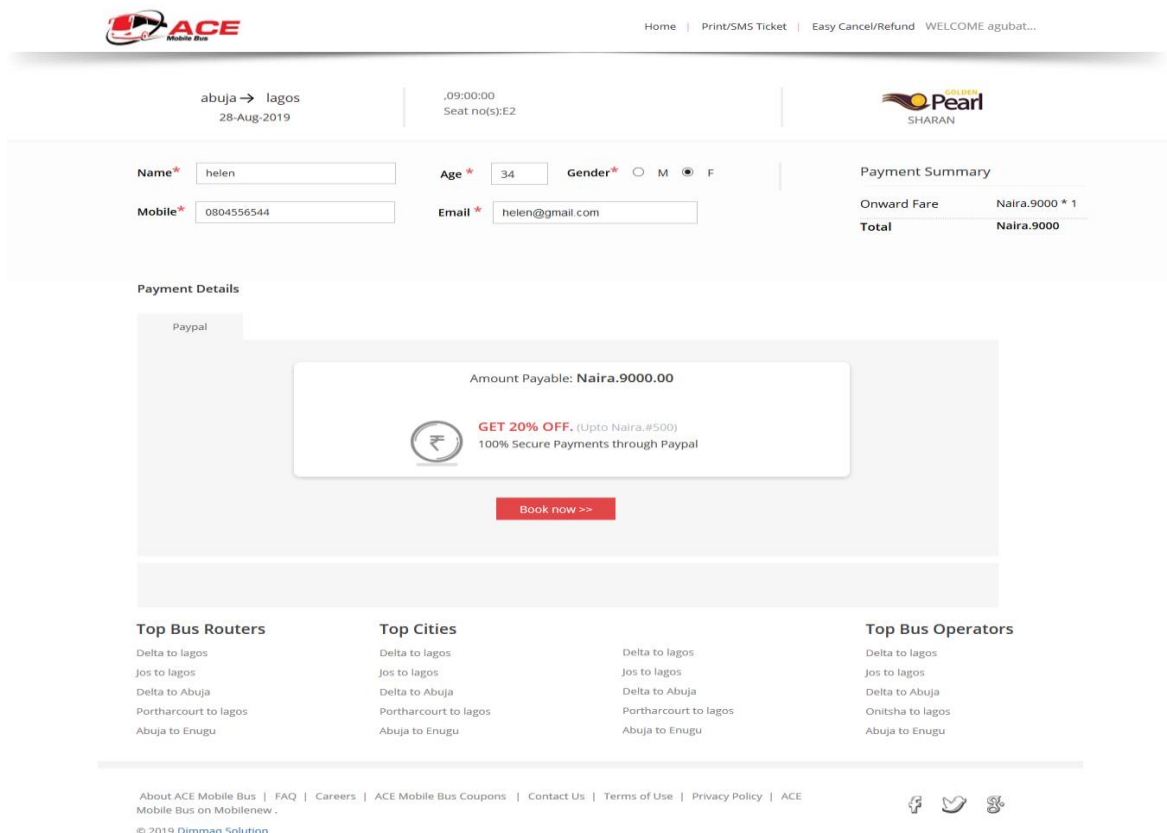 ACE
Mobile Bus
Home | Print/SMS Ticket | Easy Cancel/Refund WELCOME agubat...
abuja → lagos
28-Aug-2019
,09:00:00
Seat no(s):E2
GOLDEN
Pearl
SHARAN
Name* helen
Age * 34
Gender* M F
Mobile* 0804556544
Email * helen@gmail.com
Payment Summary
Onward Fare Naira.9000 * 1
Total Naira.9000
Payment Details
Paypal
Amount Payable: Naira.9000.00
₹
GET 20% OFF. (Upto Naira.#500)
100% Secure Payments through Paypal
Book now >>
Top Bus Routers
Delta to lagos
Jos to lagos
Delta to Abuja
Portharcourt to lagos
Abuja to Enugu
Top Cities
Delta to lagos
Jos to lagos
Delta to Abuja
Portharcourt to lagos
Abuja to Enugu
Delta to lagos
Jos to lagos
Delta to Abuja
Portharcourt to lagos
Abuja to Enugu
Top Bus Operators
Delta to lagos
Jos to lagos
Delta to Abuja
Onitsha to lagos
Abuja to Enugu
About ACE Mobile Bus | FAQ | Careers | ACE Mobile Bus Coupons | Contact Us | Terms of Use | Privacy Policy | ACE
Mobile Bus on Mobilenew .
© 2019 Dimmaq Solution